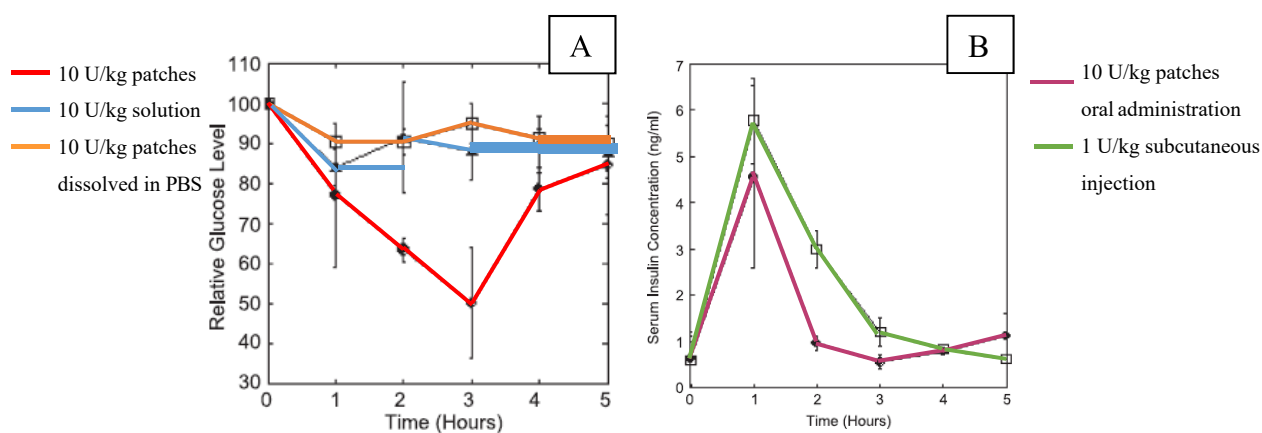 A
10 U/kg patches
10 U/kg solution
10 U/kg patches
dissolved in PBS
Relative Glucose Level
110
100
90
80
70
60
50
40
30
0 1 2 3 4 5
Time (Hours)
B
10 U/kg patches
oral administration
1 U/kg subcutaneous
injection
Serum Insulin Concentration (ng/ml)
7
6
5
4
3
2
1
0
0 1 2 3 4 5
Time (Hours)